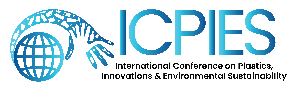 ICPIES
International Conference on Plastics,
Innovations & Environmental Sustainability